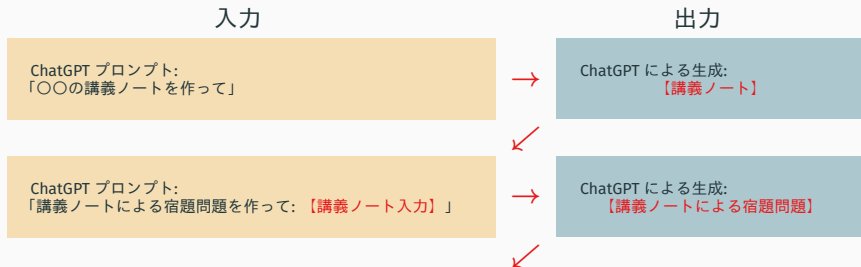 入力
出力
ChatGPT プロンプト:
「〇〇の講義ノートを作って」
→
ChatGPT による生成:
【講義ノート】
ChatGPT プロンプト:
「講義ノートによる宿題問題を作って: 【講義ノート入力】」
→
ChatGPT による生成:
【講義ノートによる宿題問題】